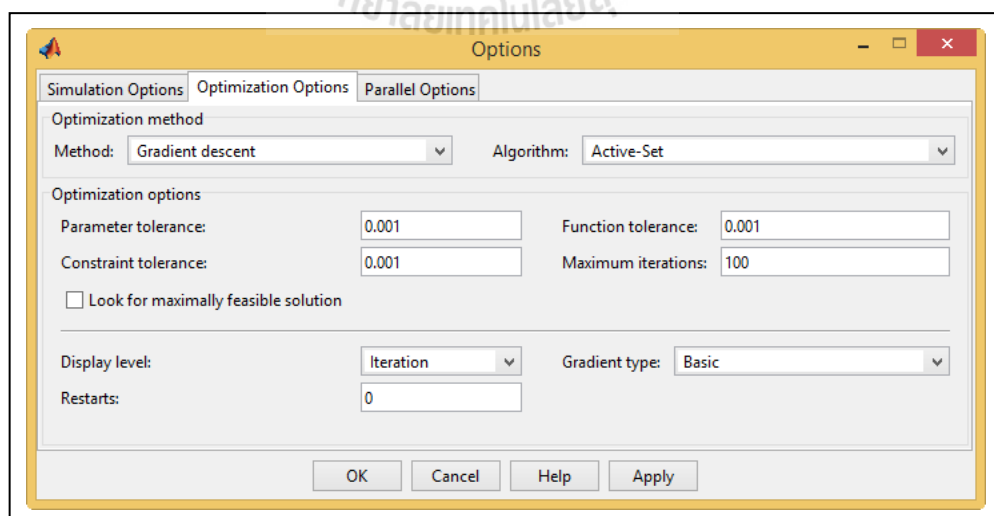 Options
Simulation Options Optimization Options Parallel Options
Optimization method
Method: Gradient descent Algorithm: Active-Set
Optimization options
Parameter tolerance: 0.001 Function tolerance: 0.001
Constraint tolerance: 0.001 Maximum iterations: 100
Look for maximally feasible solution
Display level: Iteration Gradient type: Basic
Restarts: 0
OK Cancel Help Apply